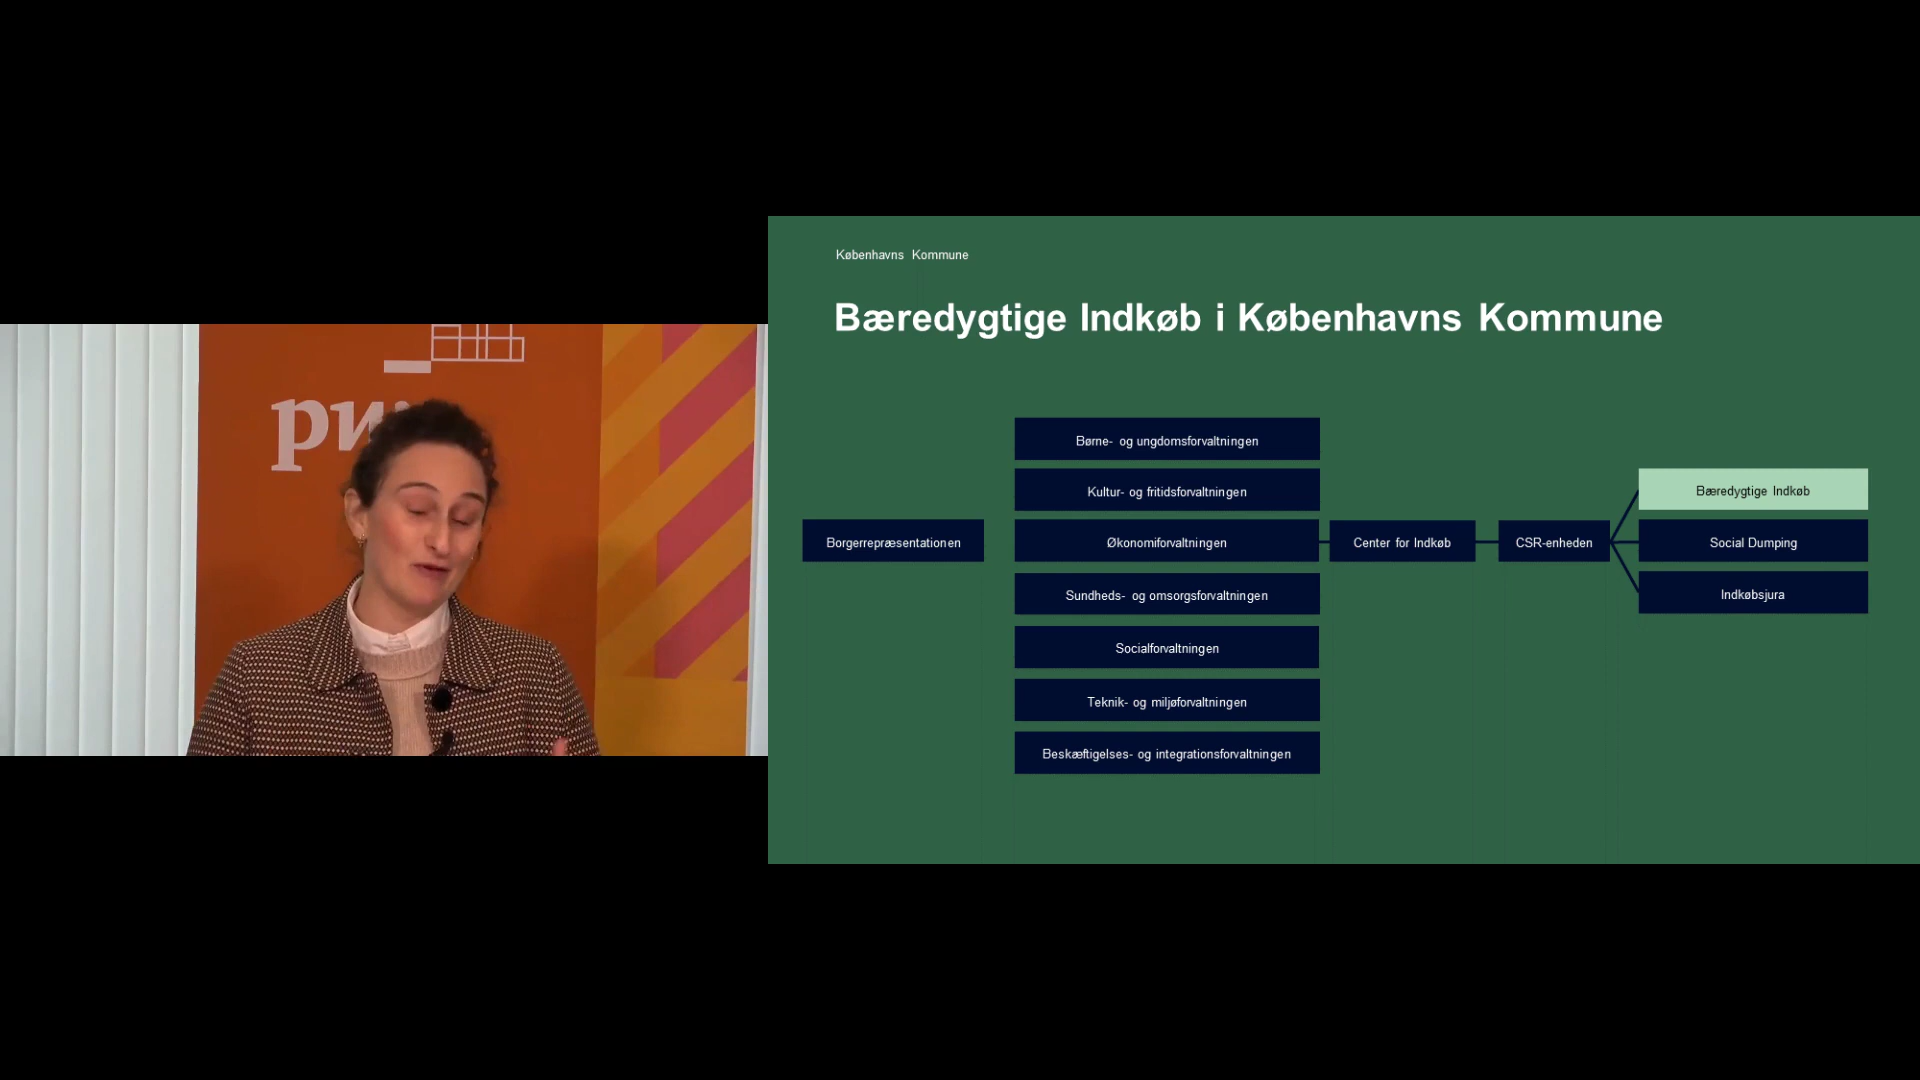 Københavns Kommune
Bæredygtige Indkøb i Københavns Kommune
Borgerrepræsentationen
Børne- og ungdomsforvaltningen
Kultur- og fritidsforvaltningen
Økonomiforvaltningen
Sundheds- og omsorgsforvaltningen
Socialforvaltningen
Teknik- og miljøforvaltningen
Beskæftigelses- og integrationsforvaltningen
Center for Indkøb
CSR-enheden
Bæredygtige Indkøb
Social Dumping
Indkøbsjura